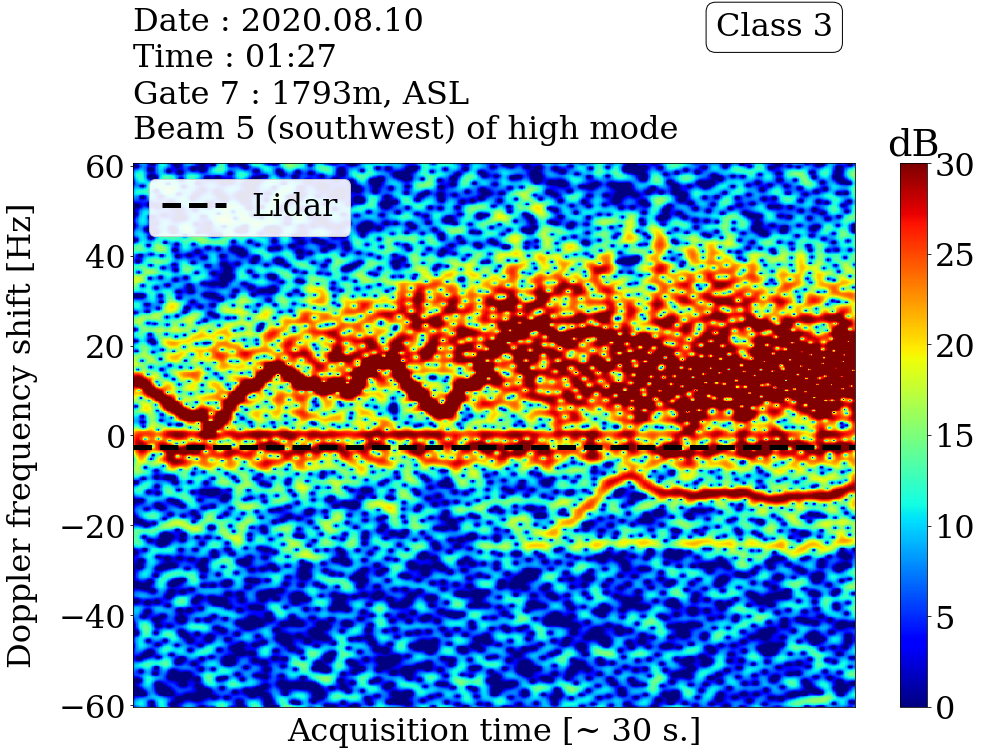 Date : 2020.08.10
Time : 01:27
Gate 7 : 1793m, ASL
Beam 5 (southwest) of high mode
Class 3
dB
Doppler frequency shift [Hz]
60
40
20
0
−20
−40
−60
Lidar
30
25
20
15
10
5
0
Acquisition time [~ 30 s.]